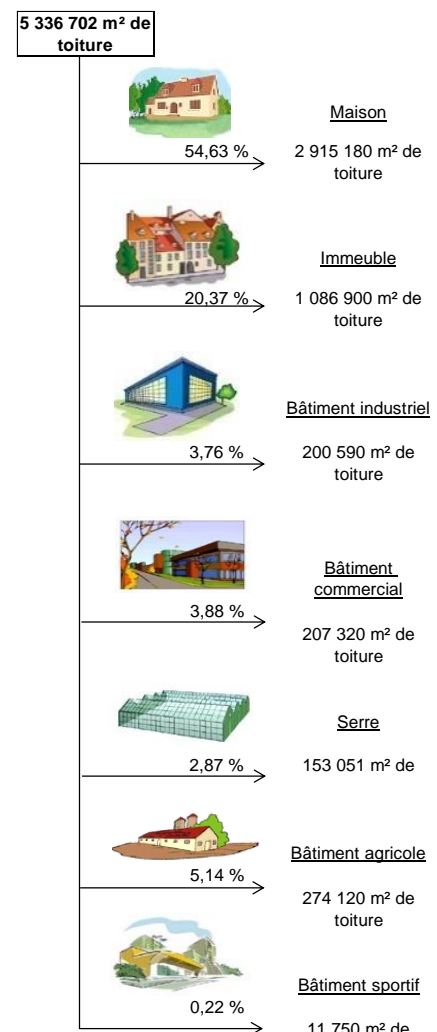 5 336 702 m² de
toiture
Maison
54,63 %
2 915 180 m² de
toiture
Immeuble
20,37 %
1 086 900 m² de
toiture
Bâtiment industriel
3,76 %
200 590 m² de
toiture
Bâtiment
commercial
3,88 %
207 320 m² de
toiture
Serre
2,87 %
153 051 m² de
Bâtiment agricole
5,14 %
274 120 m² de
toiture
Bâtiment sportif
0,22 %
11 750 m² de